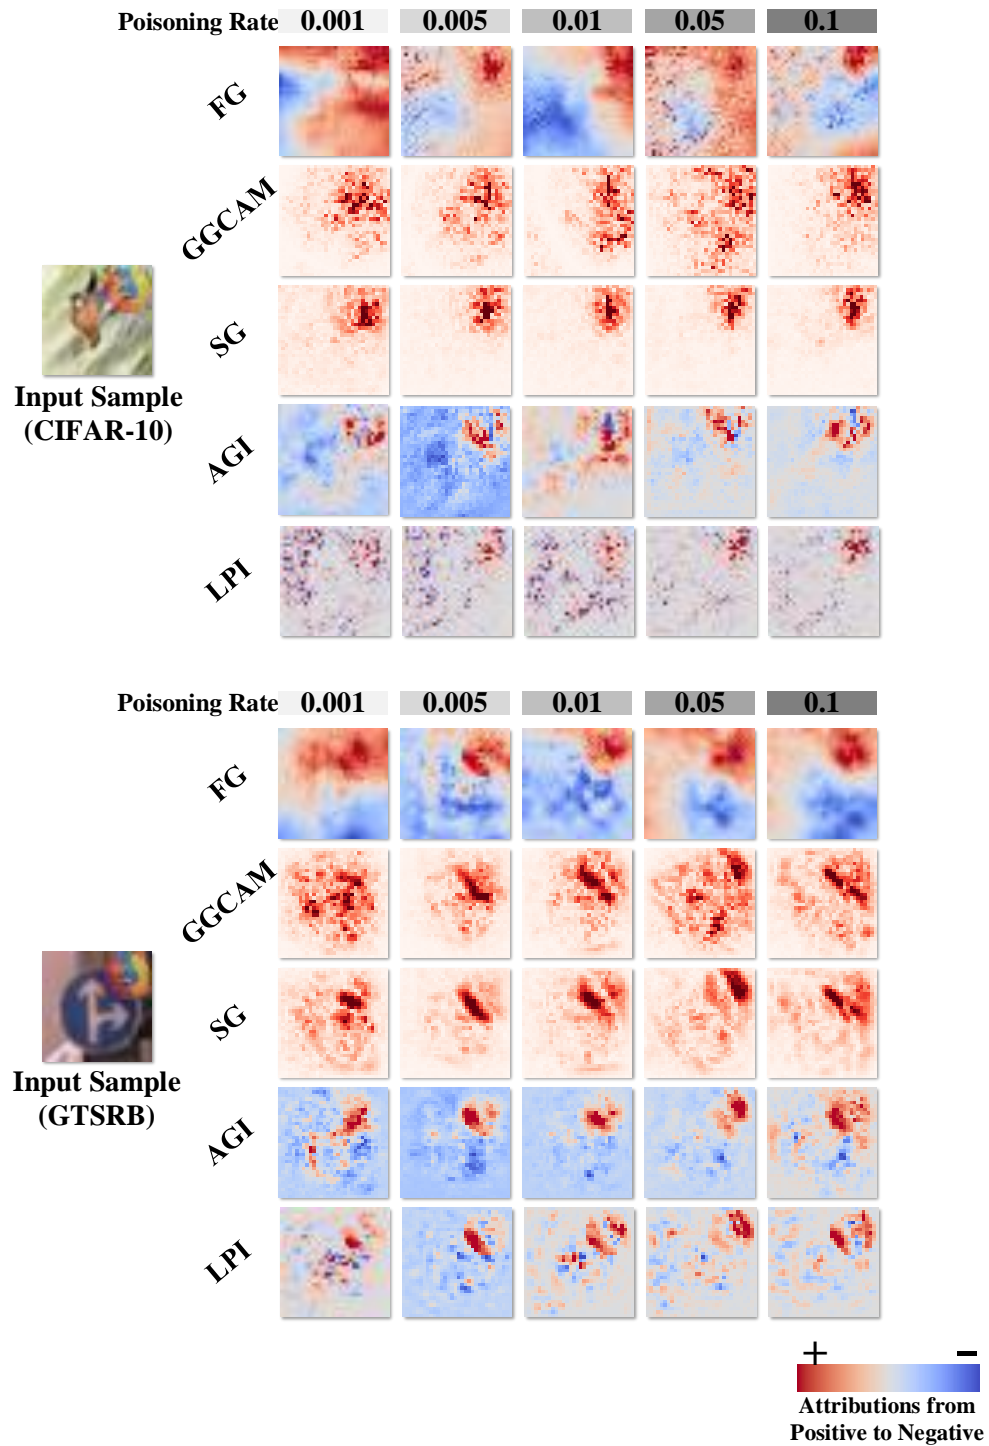 Poisoning Rate 0.001 0.005 0.01 0.05 0.1
FG
GGCAM
SG
AGI
LPI
Input Sample
(CIFAR-10)
Poisoning Rate 0.001 0.005 0.01 0.05 0.1
FG
GGCAM
SG
AGI
LPI
Input Sample
(GTSRB)
+ -
Attributions from
Positive to Negative